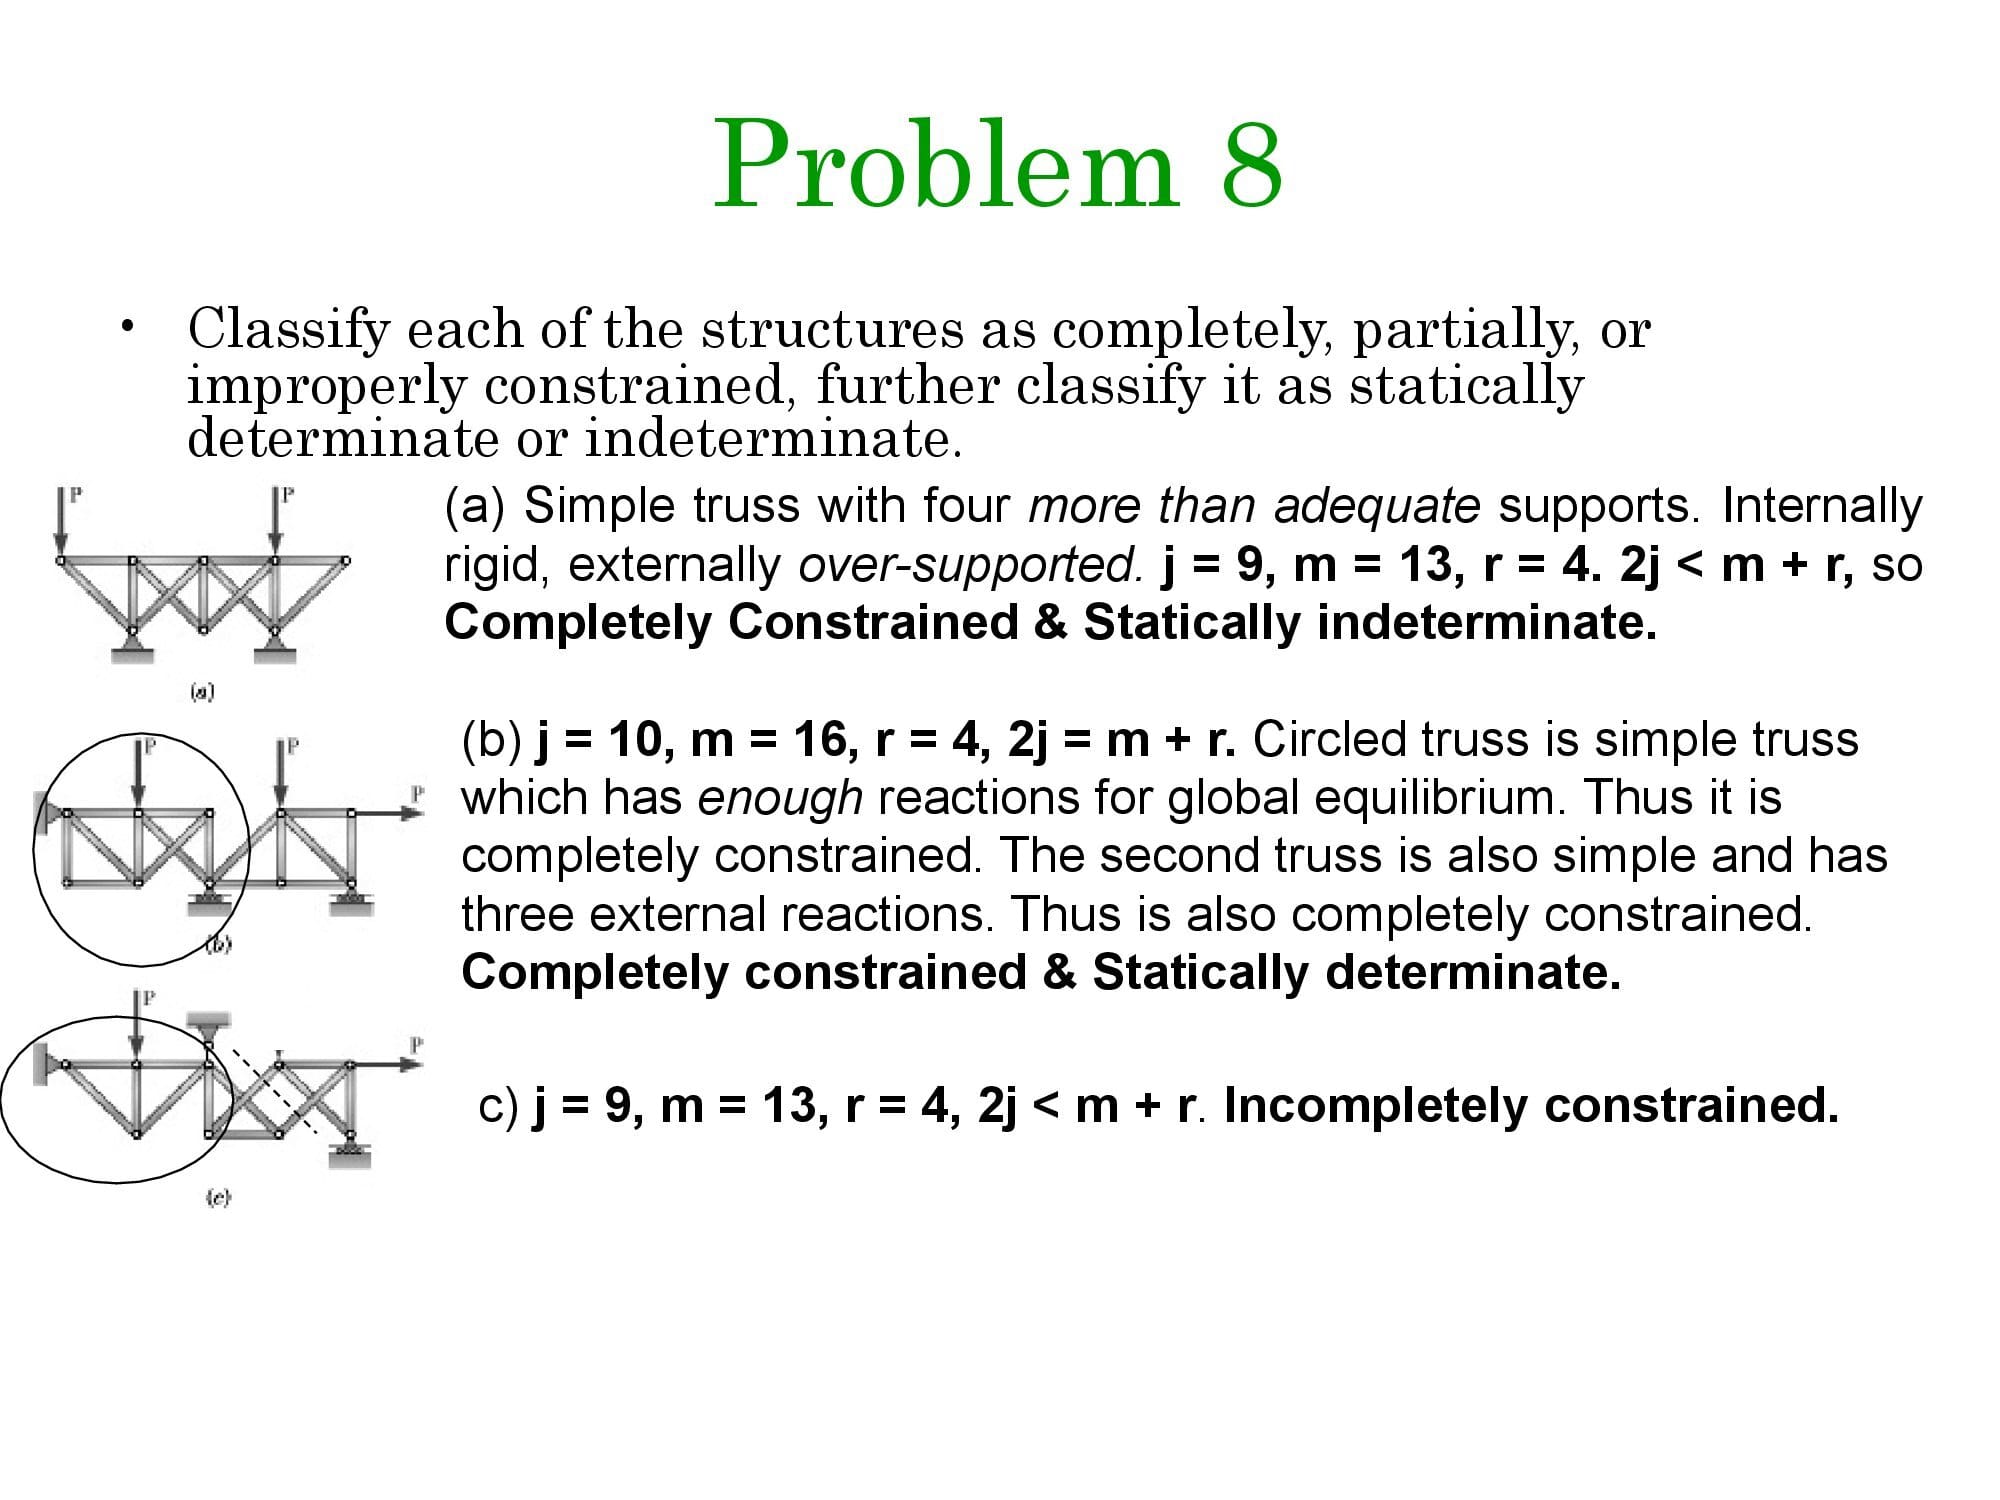 Problem 8
• Classify each of the structures as completely, partially, or
improperly constrained, further classify it as statically
determinate or indeterminate.
P P
(a)
(a) Simple truss with four more than adequate supports. Internally
rigid, externally over-supported. j = 9, m = 13, r = 4. 2j < m + r, so
Completely Constrained & Statically indeterminate.
P P
P
(b)
(b) j = 10, m = 16, r = 4, 2j = m + r. Circled truss is simple truss
which has enough reactions for global equilibrium. Thus it is
completely constrained. The second truss is also simple and has
three external reactions. Thus is also completely constrained.
Completely constrained & Statically determinate.
P
P
(c)
c) j = 9, m = 13, r = 4, 2j < m + r. Incompletely constrained.